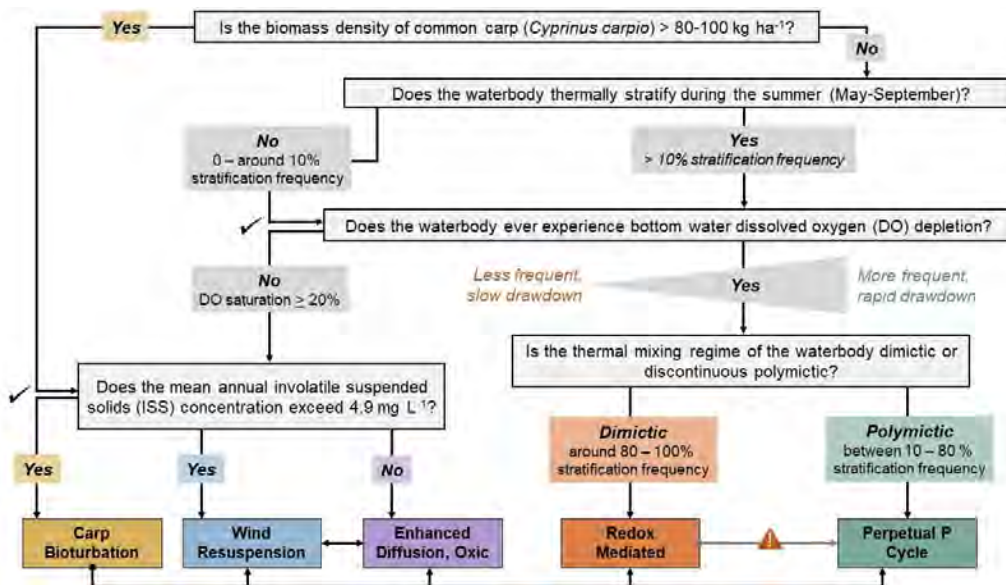 Yes
Is the biomass density of common carp (Cyprinus carpio) > 80-100 kg ha⁻¹?
No
Does the waterbody thermally stratify during the summer (May-September)?
No
0 – around 10%
stratification frequency
Yes
> 10% stratification frequency
Does the waterbody ever experience bottom water dissolved oxygen (DO) depletion?
No
DO saturation ≥ 20%
Less frequent,
slow drawdown
Yes
More frequent,
rapid drawdown
Is the thermal mixing regime of the waterbody dimictic or
discontinuous polymictic?
Does the mean annual involatile suspended
solids (ISS) concentration exceed 4.9 mg L⁻¹?
Dimictic
around 80 – 100%
stratification frequency
Polymictic
between 10 – 80 %
stratification frequency
Yes
Yes
No
Carp
Bioturbation
Wind
Resuspension
Enhanced
Diffusion, Oxic
Redox
Mediated
Perpetual P
Cycle